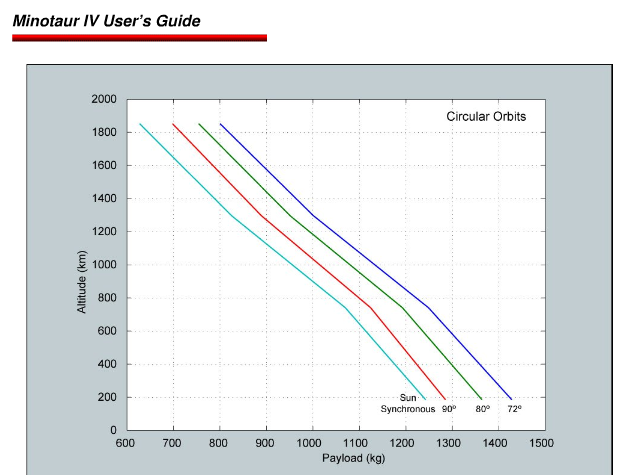 Minotaur IV User's Guide
Circular Orbits
2000
1800
1600
1400
1200
1000
800
600
400
200
0
Altitude (km)
Sun
Synchronous 90º 80º 72º
600 700 800 900 1000 1100 1200 1300 1400 1500
Payload (kg)